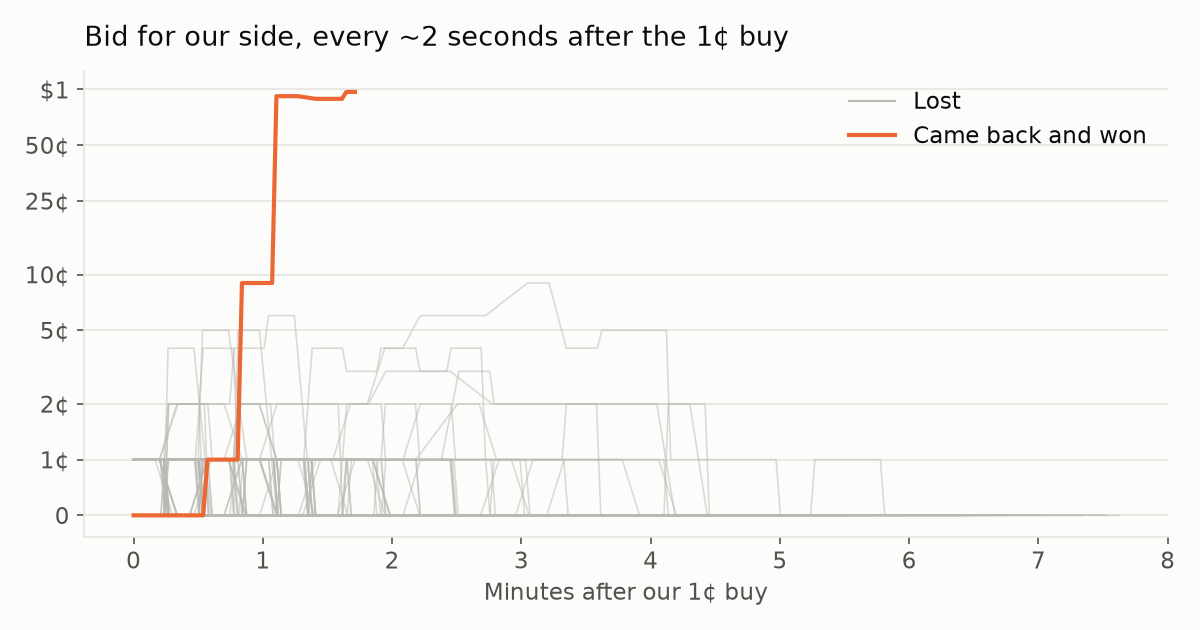 Bid for our side, every ~2 seconds after the 1¢ buy
$1
50¢
25¢
10¢
5¢
2¢
1¢
0
Lost
Came back and won
0 1 2 3 4 5 6 7 8
Minutes after our 1¢ buy